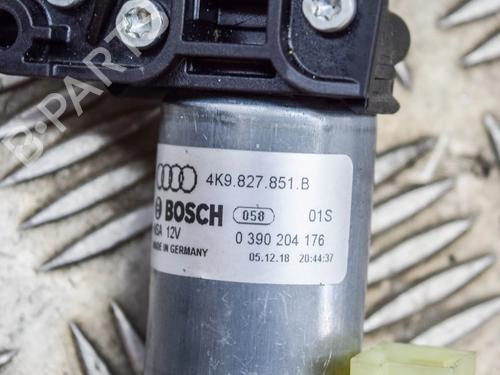 B-PARTS
4K9.827.851.B
BOSCH 058 01S
12V 0 390 204 176
MADE IN GERMANY 05.12.18 20:44:37